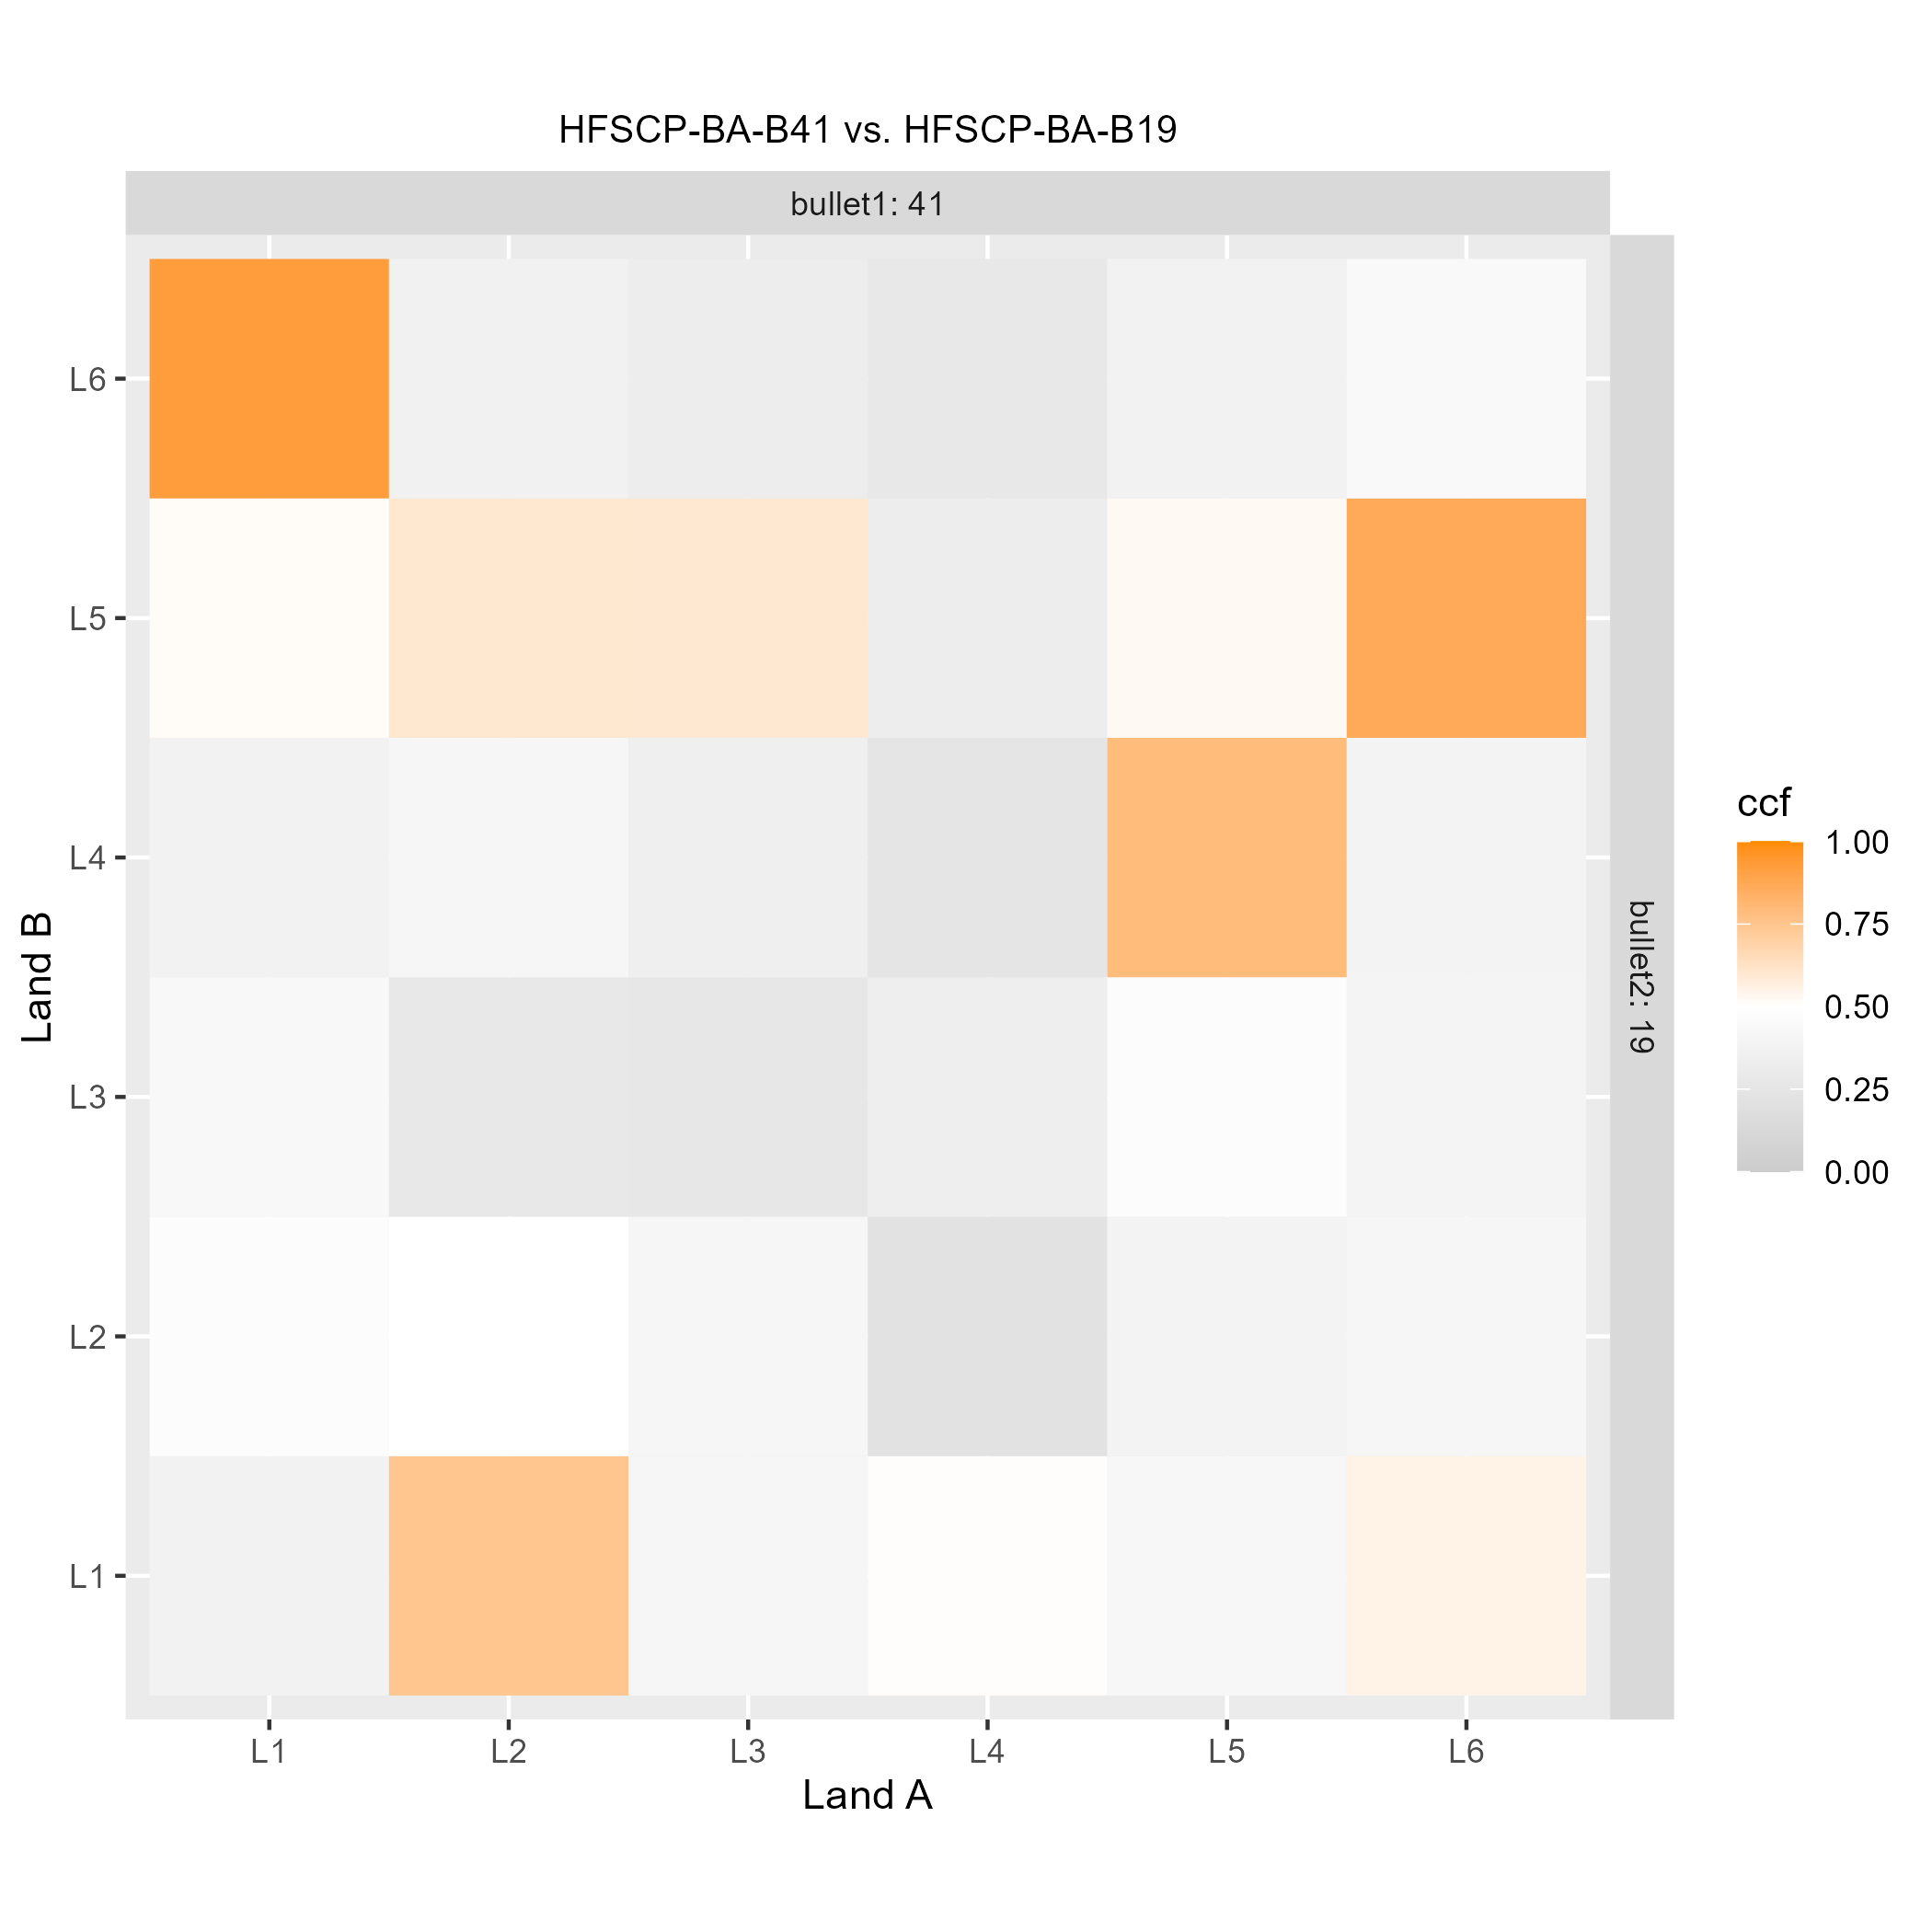 HFSCP-BA-B41 vs. HFSCP-BA-B19
bullet1: 41
L6
L5
L4
L3
L2
L1
Land B
bullet2: 19
L1 L2 L3 L4 L5 L6
Land A
ccf
1.00
0.75
0.50
0.25
0.00